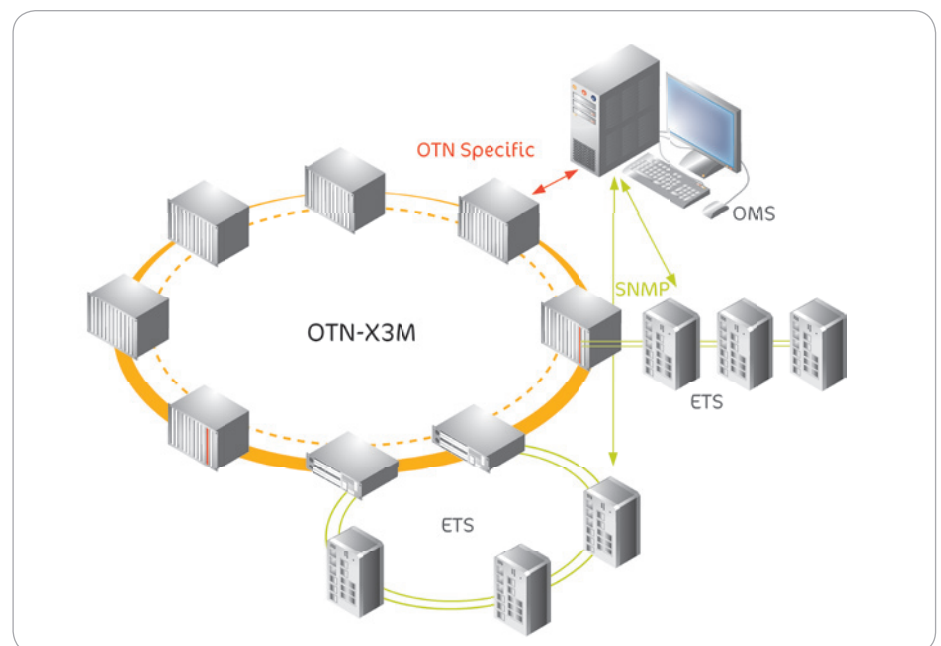 OTN Specific
OMS
SNMP
OTN-X3M
ETS
ETS